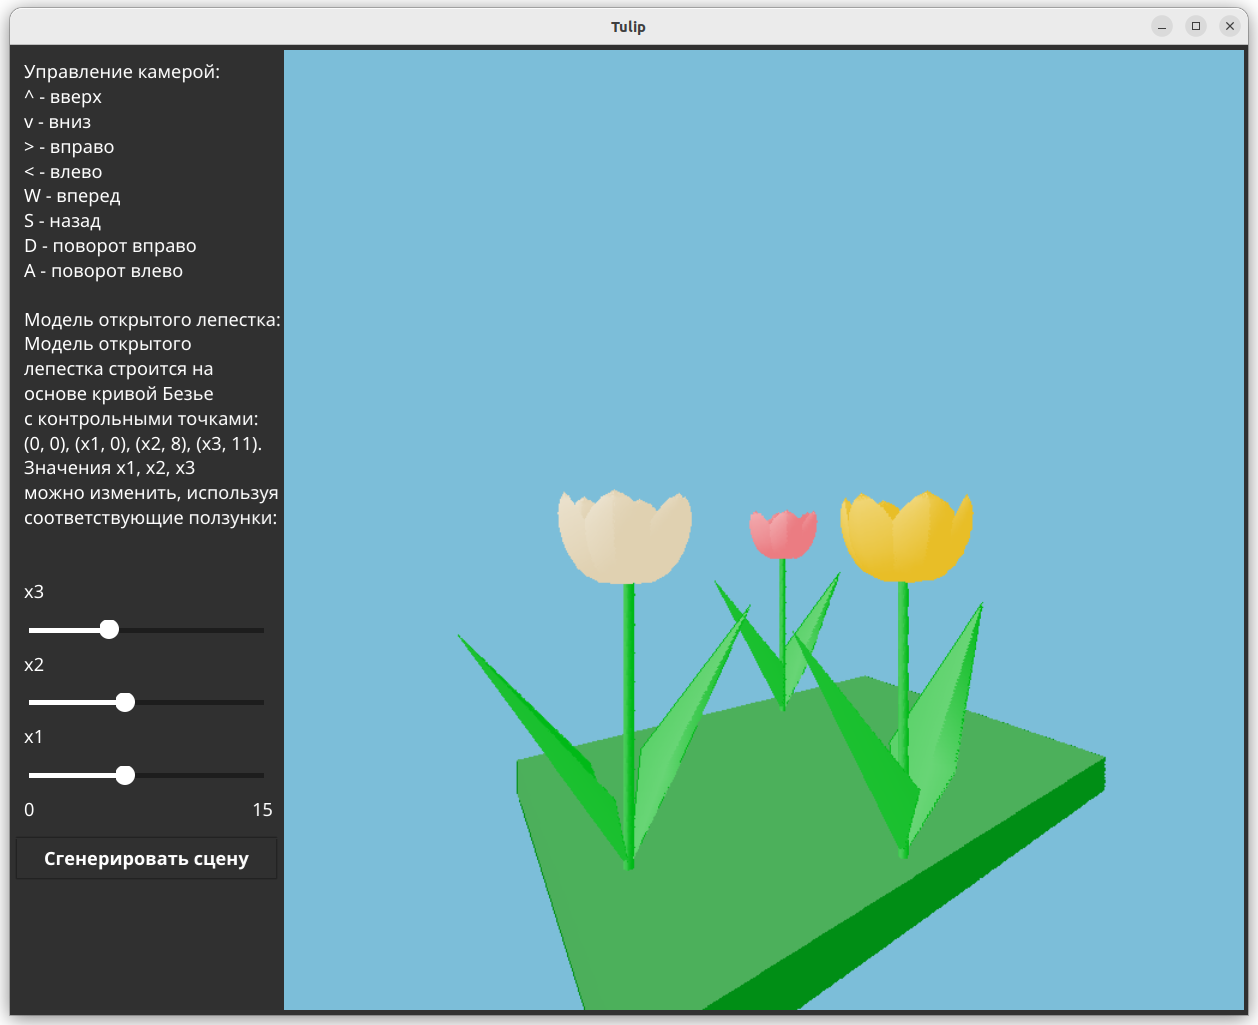 Tulip
Управление камерой:
^ - вверх
v - вниз
> - вправо
< - влево
W - вперед
S - назад
D - поворот вправо
A - поворот влево
Модель открытого лепестка:
Модель открытого
лепестка строится на
основе кривой Безье
с контрольными точками:
(0, 0), (x1, 0), (x2, 8), (x3, 11).
Значения x1, x2, x3
можно изменить, используя
соответствующие ползунки:
x3
x2
x1
0 15
Сгенерировать сцену